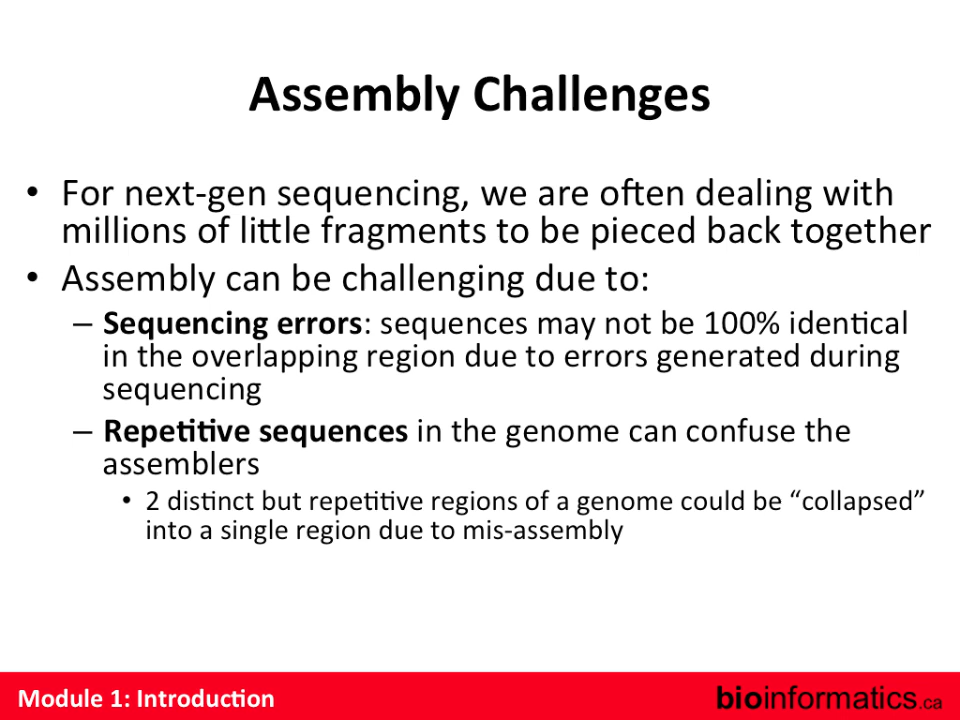 Assembly Challenges
• For next-gen sequencing, we are often dealing with
millions of little fragments to be pieced back together
• Assembly can be challenging due to:
– Sequencing errors: sequences may not be 100% identical
in the overlapping region due to errors generated during
sequencing
– Repetitive sequences in the genome can confuse the
assemblers
• 2 distinct but repetitive regions of a genome could be “collapsed”
into a single region due to mis-assembly
Module 1: Introduction
bioinformatics.ca